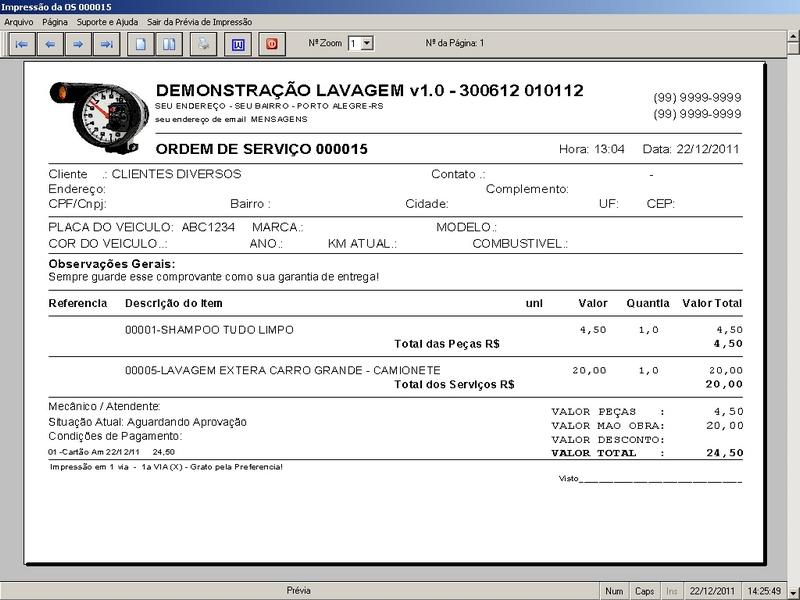 Impressão da OS 000015
Arquivo Página Suporte e Ajuda Sair da Prévia de Impressão
NºZoom 1 Nº da Página: 1
DEMONSTRAÇÃO LAVAGEM v1.0 - 300612 010112
SEU ENDEREÇO - SEU BAIRRO - PORTO ALEGRE-RS
(99) 9999-9999
(99) 9999-9999
seu endereço de email MENSAGENS
ORDEM DE SERVIÇO 000015 Hora: 13:04 Data: 22/12/2011
Cliente .: CLIENTES DIVERSOS Contato .: -
Endereço: Complemento:
CPF/Cnpj: Bairro : Cidade: UF: CEP:
PLACA DO VEICULO: ABC1234 MARCA.: MODELO.:
COR DO VEICULO..: ANO.: KM ATUAL.: COMBUSTIVEL.:
Observações Gerais:
Sempre guarde esse comprovante como sua garantia de entrega!
Referencia Descrição do Item uni Valor Quantia Valor Total
00001-SHAMPOO TUDO LIMPO 4,50 1,0 4,50
Total das Peças R$ 4,50
00005-LAVAGEM EXTERA CARRO GRANDE - CAMIONETE 20,00 1,0 20,00
Total dos Serviços R$ 20,00
Mecânico / Atendente:
VALOR PEÇAS : 4,50
Situação Atual: Aguardando Aprovação
VALOR MAO OBRA: 20,00
Condições de Pagamento:
VALOR DESCONTO:
01 -Cartão Am 22/12/11 24,50
VALOR TOTAL : 24,50
Impressão em 1 via - 1a VIA (X) - Grato pela Preferencia!
Visto
Prévia Num Caps Ins 22/12/2011 14:25:49